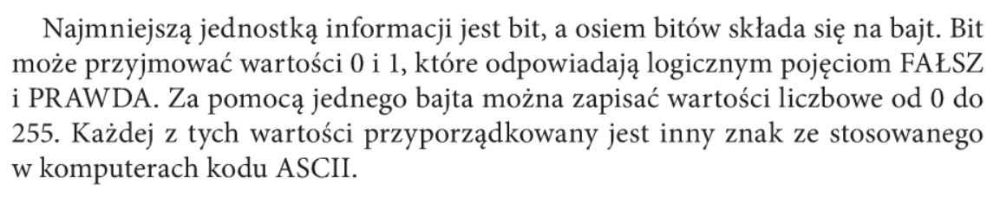 Najmniejszą jednostką informacji jest bit, a osiem bitów składa się na bajt. Bit
może przyjmować wartości 0 i 1, które odpowiadają logicznym pojęciom FAŁSZ
i PRAWDA. Za pomocą jednego bajta można zapisać wartości liczbowe od 0 do
255. Każdej z tych wartości przyporządkowany jest inny znak ze stosowanego
w komputerach kodu ASCII.